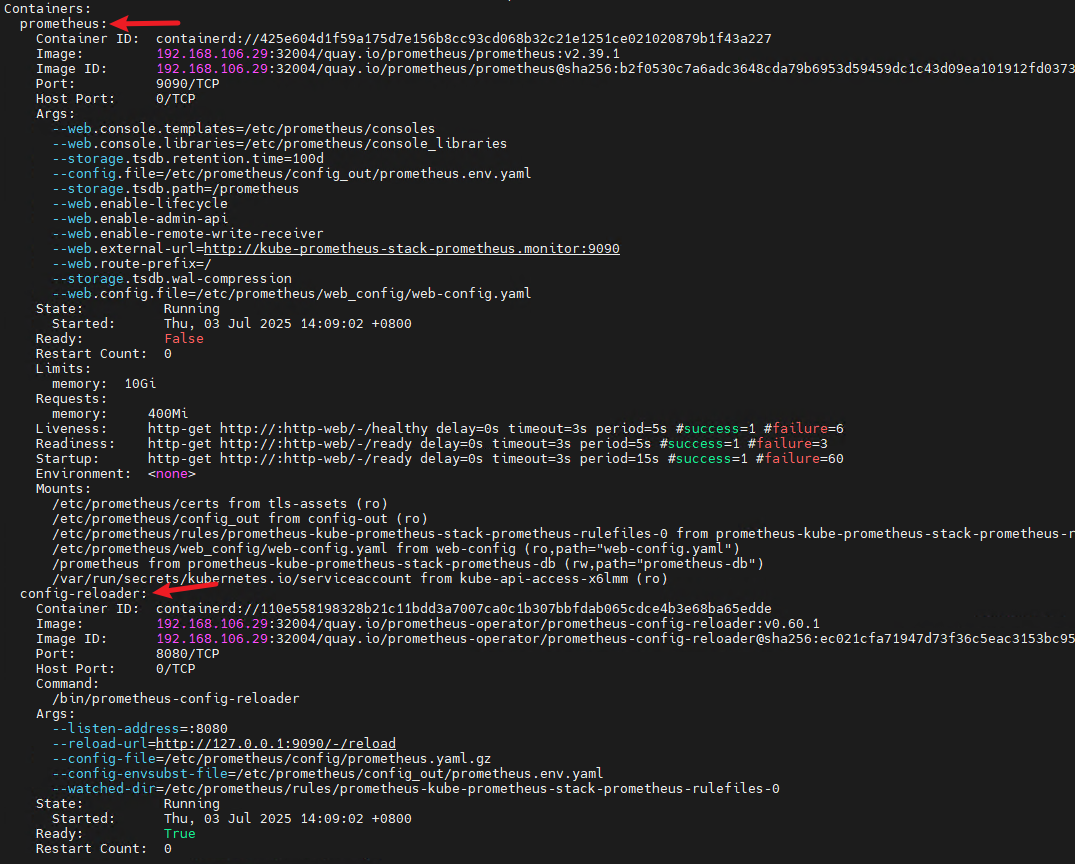 Containers:
  prometheus:
    Container ID:  containerd://425e604d1f59a175d7e156b8cc93cd068b32c21e1251ce021020879b1f43a227
    Image:         192.168.106.29:32004/quay.io/prometheus/prometheus:v2.39.1
    Image ID:      192.168.106.29:32004/quay.io/prometheus/prometheus@sha256:b2f0530c7a6adc3648cda79b6953d59459dc1c43d09ea101912fd0373
    Port:          9090/TCP
    Host Port:     0/TCP
    Args:
      --web.console.templates=/etc/prometheus/consoles
      --web.console.libraries=/etc/prometheus/console_libraries
      --storage.tsdb.retention.time=100d
      --config.file=/etc/prometheus/config_out/prometheus.env.yaml
      --storage.tsdb.path=/prometheus
      --web.enable-lifecycle
      --web.enable-admin-api
      --web.enable-remote-write-receiver
      --web.external-url=http://kube-prometheus-stack-prometheus.monitor:9090
      --web.route-prefix=/
      --storage.tsdb.wal-compression
      --web.config.file=/etc/prometheus/web_config/web-config.yaml
    State:          Running
      Started:      Thu, 03 Jul 2025 14:09:02 +0800
    Ready:          False
    Restart Count:  0
    Limits:
      memory:  10Gi
    Requests:
      memory:     400Mi
    Liveness:     http-get http://:http-web/-/healthy delay=0s timeout=3s period=5s #success=1 #failure=6
    Readiness:    http-get http://:http-web/-/ready delay=0s timeout=3s period=5s #success=1 #failure=3
    Startup:      http-get http://:http-web/-/ready delay=0s timeout=3s period=15s #success=1 #failure=60
    Environment:  <none>
    Mounts:
      /etc/prometheus/certs from tls-assets (ro)
      /etc/prometheus/config_out from config-out (ro)
      /etc/prometheus/rules/prometheus-kube-prometheus-stack-prometheus-rulefiles-0 from prometheus-kube-prometheus-stack-prometheus-r
      /etc/prometheus/web_config/web-config.yaml from web-config (ro,path="web-config.yaml")
      /prometheus from prometheus-kube-prometheus-stack-prometheus-db (rw,path="prometheus-db")
      /var/run/secrets/kubernetes.io/serviceaccount from kube-api-access-x6lmm (ro)
  config-reloader:
    Container ID:  containerd://110e558198328b21c11bdd3a7007ca0c1b307bbfdab065cdce4b3e68ba65edde
    Image:         192.168.106.29:32004/quay.io/prometheus-operator/prometheus-config-reloader:v0.60.1
    Image ID:      192.168.106.29:32004/quay.io/prometheus-operator/prometheus-config-reloader@sha256:ec021cfa71947d73f36c5eac3153bc95
    Port:          8080/TCP
    Host Port:     0/TCP
    Command:
      /bin/prometheus-config-reloader
    Args:
      --listen-address=:8080
      --reload-url=http://127.0.0.1:9090/-/reload
      --config-file=/etc/prometheus/config/prometheus.yaml.gz
      --config-envsubst-file=/etc/prometheus/config_out/prometheus.env.yaml
      --watched-dir=/etc/prometheus/rules/prometheus-kube-prometheus-stack-prometheus-rulefiles-0
    State:          Running
      Started:      Thu, 03 Jul 2025 14:09:02 +0800
    Ready:          True
    Restart Count:  0